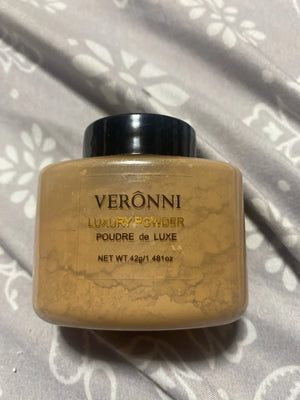 VERÔNNI
LUXURY POWDER
POUDRE de LUXE
NET WT 42g/1.481oz